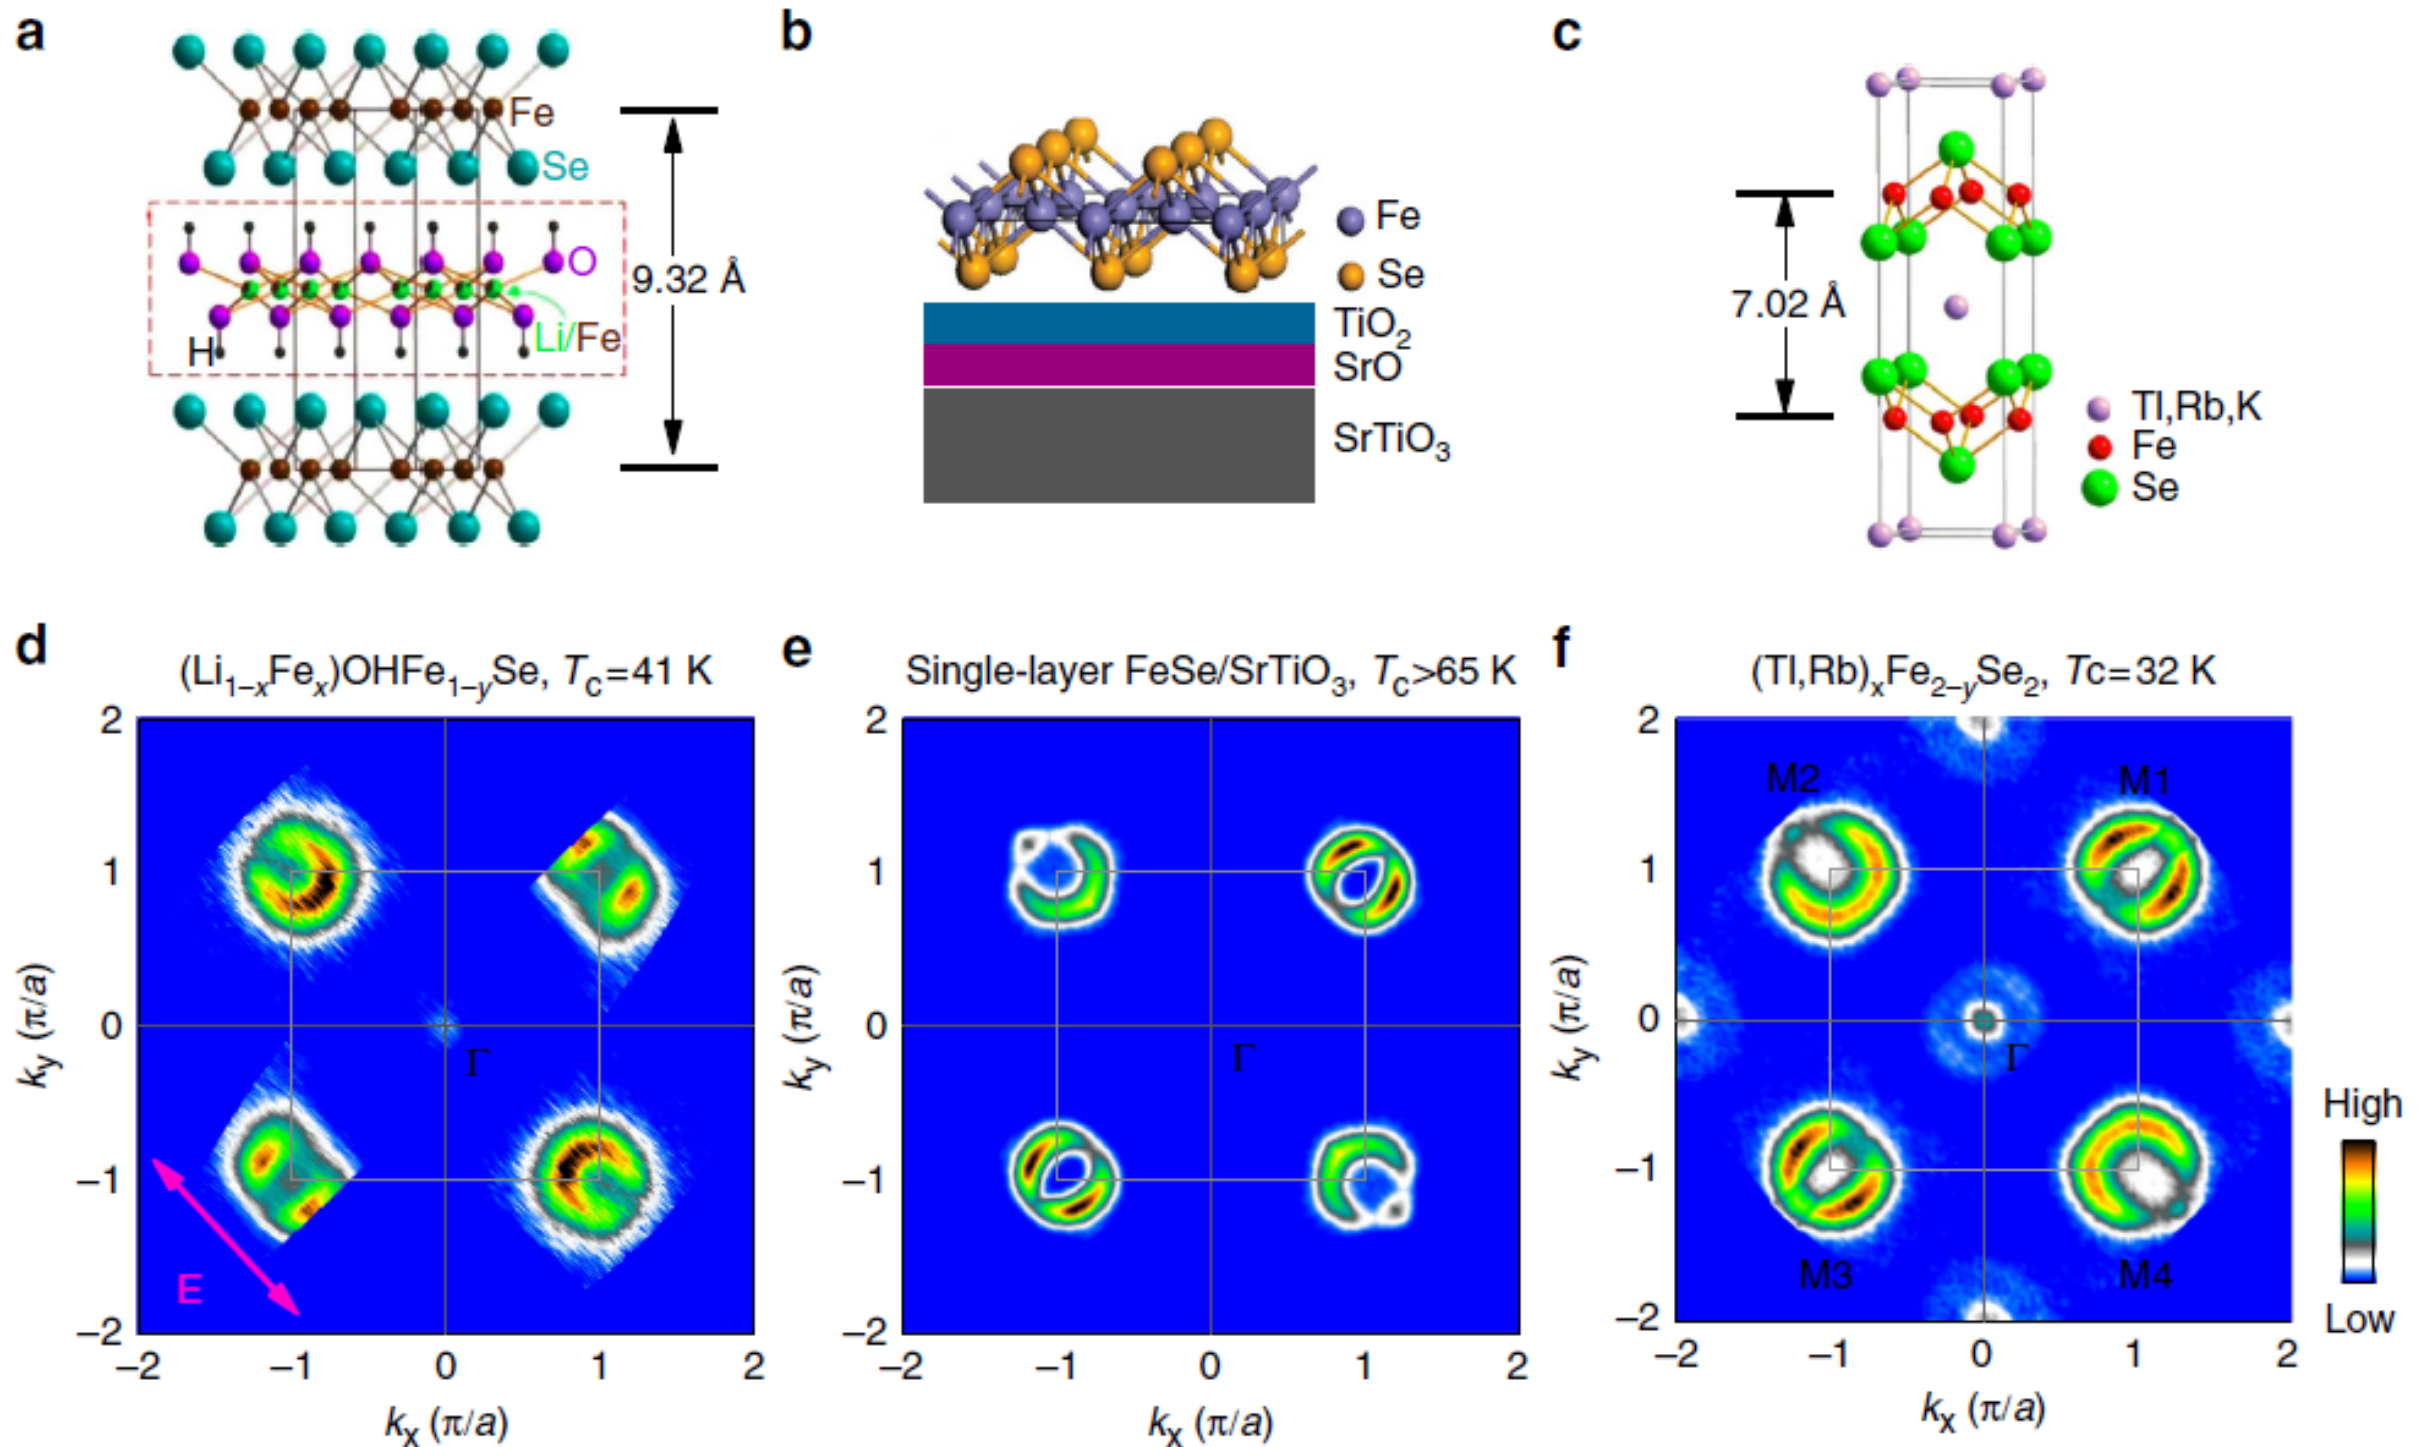 a
Fe
Se
O
Li/Fe
H
9.32 Å
b
Fe
Se
TiO2
SrO
SrTiO3
c
7.02 Å
Tl,Rb,K
Fe
Se
d
(Li1–xFex)OHFe1–ySe, Tc=41 K
2
1
0
–1
–2
–2 –1 0 1 2
ky (π/a)
kx (π/a)
Γ
E
e
Single-layer FeSe/SrTiO3, Tc>65 K
2
1
0
–1
–2
–2 –1 0 1 2
ky (π/a)
kx (π/a)
Γ
f
(Tl,Rb)xFe2–ySe2, Tc=32 K
2
1
0
–1
–2
–2 –1 0 1 2
ky (π/a)
kx (π/a)
M2 M1
Γ
M3 M4
High
Low